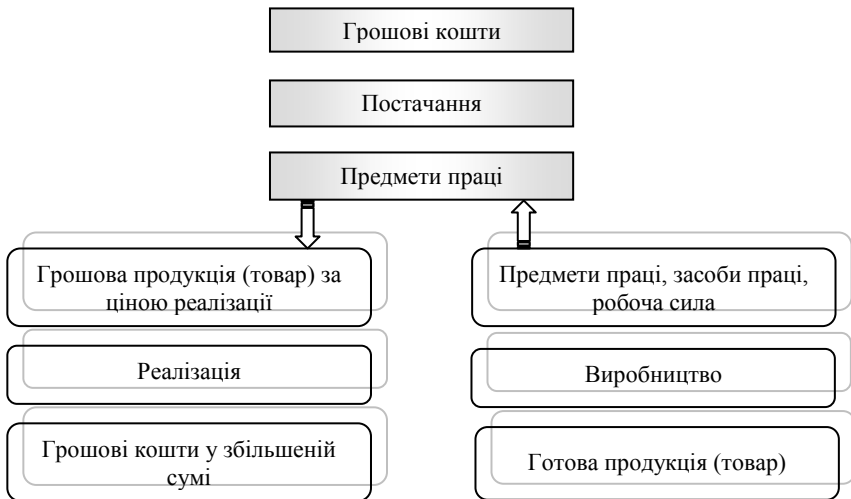 Грошові кошти
Постачання
Предмети праці
Грошова продукція (товар) за
ціною реалізації
Реалізація
Грошові кошти у збільшеній
сумі
Предмети праці, засоби праці,
робоча сила
Виробництво
Готова продукція (товар)